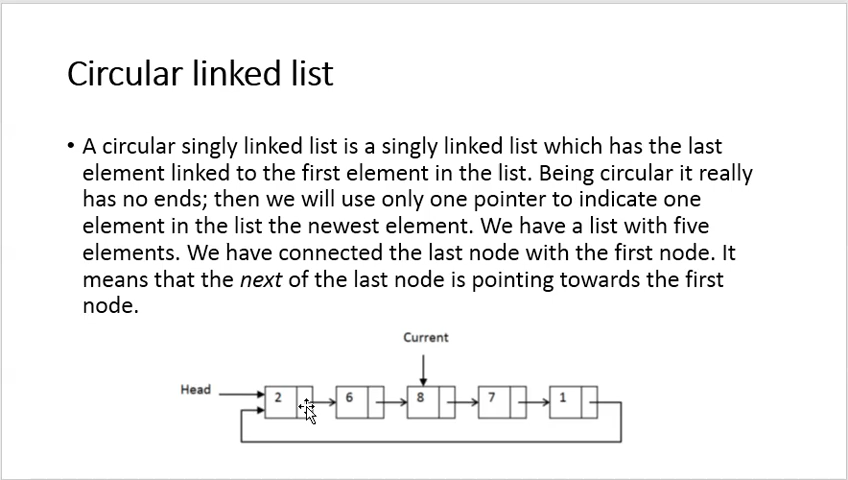 Circular linked list
• A circular singly linked list is a singly linked list which has the last
element linked to the first element in the list. Being circular it really
has no ends; then we will use only one pointer to indicate one
element in the list the newest element. We have a list with five
elements. We have connected the last node with the first node. It
means that the next of the last node is pointing towards the first
node.
Current
Head
2 6 8 7 1